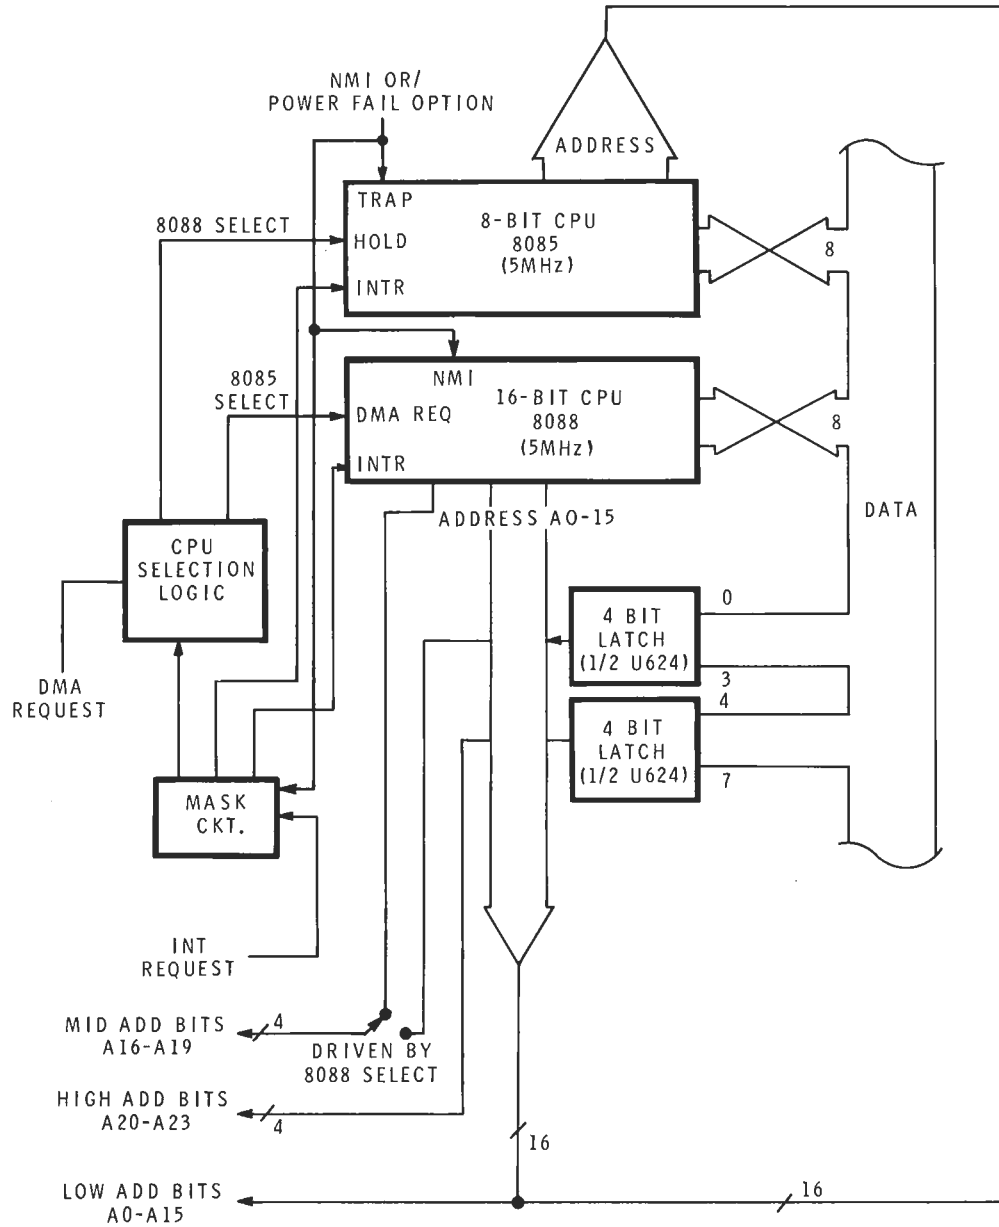 NMI OR/
POWER FAIL OPTION
ADDRESS
TRAP
8088 SELECT
HOLD
INTR
8-BIT CPU
8085
(5MHz)
8
8085
SELECT
NMI
DMA REQ
INTR
16-BIT CPU
8088
(5MHz)
8
ADDRESS A0-15
DATA
CPU
SELECTION
LOGIC
0
4 BIT
LATCH
(1/2 U624)
3
4
4 BIT
LATCH
(1/2 U624)
7
DMA
REQUEST
MASK
CKT.
INT
REQUEST
MID ADD BITS
A16-A19
4
DRIVEN BY
8088 SELECT
HIGH ADD BITS
A20-A23
4
16
LOW ADD BITS
A0-A15
16